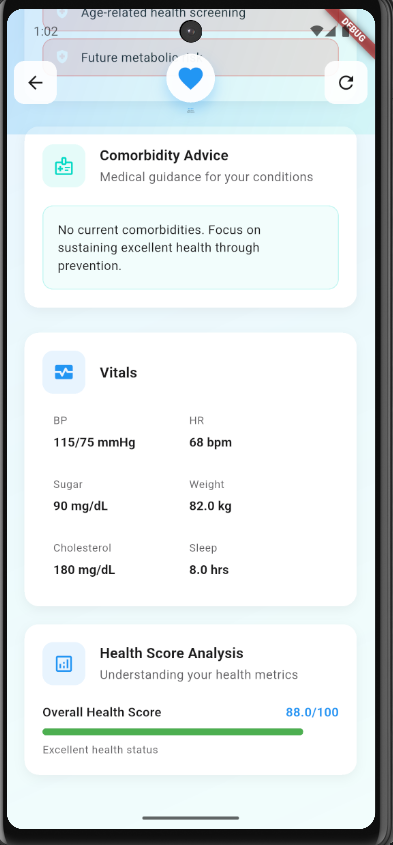 Age-related health screening
1:02
DEBUG
Future metabolic
Comorbidity Advice
Medical guidance for your conditions
No current comorbidities. Focus on
sustaining excellent health through
prevention.
Vitals
BP HR
115/75 mmHg 68 bpm
Sugar Weight
90 mg/dL 82.0 kg
Cholesterol Sleep
180 mg/dL 8.0 hrs
Health Score Analysis
Understanding your health metrics
Overall Health Score 88.0/100
Excellent health status